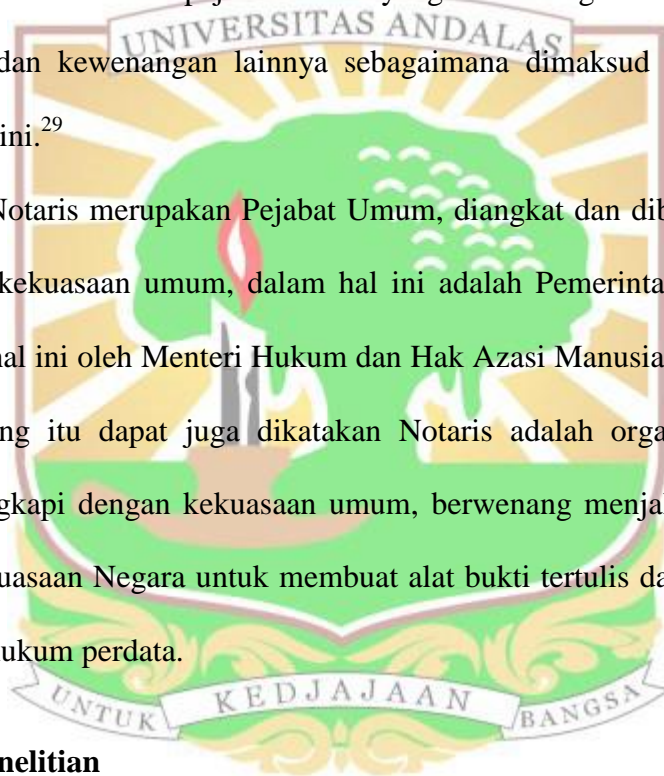 UNIVERSITAS ANDALAS
dan kewenangan lainnya sebagaimana dimaksud
ini.29
Notaris merupakan Pejabat Umum, diangkat dan dib
kekuasaan umum, dalam hal ini adalah Pemerinta
nal ini oleh Menteri Hukum dan Hak Azasi Manusia
ng itu dapat juga dikatakan Notaris adalah orga
gkapi dengan kekuasaan umum, berwenang menjal
uasaan Negara untuk membuat alat bukti tertulis da
ukum perdata.
UNTUK KEDJAJAAN BANGSA
nelitian